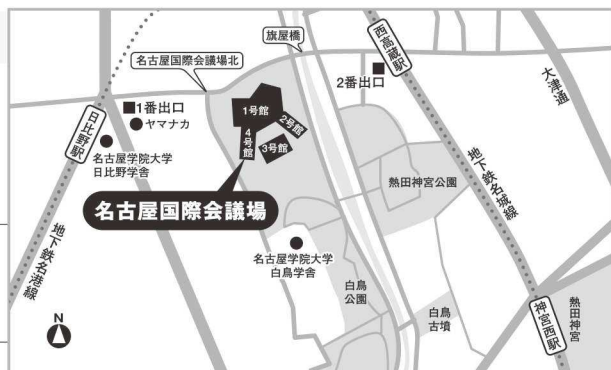 旗屋橋
西高蔵駅
名古屋国際会議場北
2番出口
大津通
1番出口
ヤマナカ
日比野駅
名古屋学院大学
日比野学舎
1号館
2号館
4号館
3号館
熱田神宮公園
地下鉄名城線
名古屋国際会議場
名古屋学院大学
白鳥学舎
地下鉄名港線
白鳥
公園
白鳥
古墳
神宮西駅
熱田神宮
N